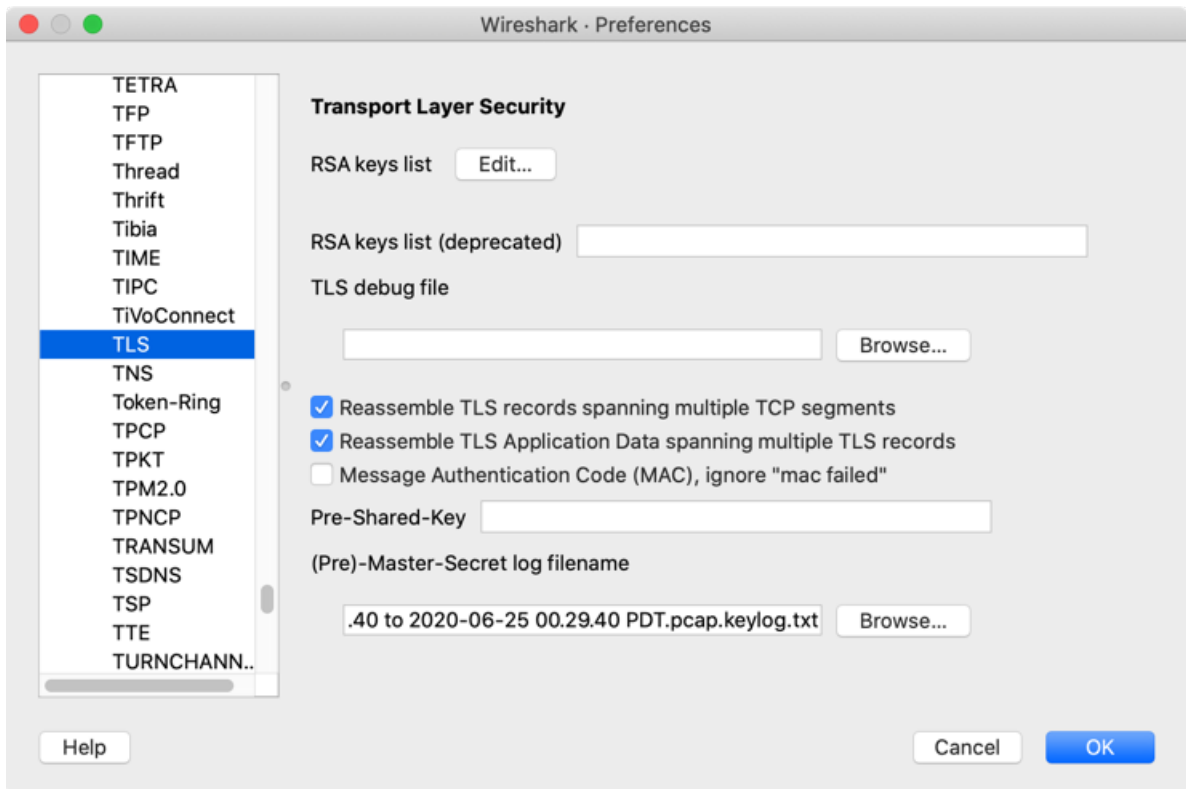 Wireshark · Preferences
TETRA
TFP
TFTP
Thread
Thrift
Tibia
TIME
TIPC
TiVoConnect
TLS
TNS
Token-Ring
TPCP
TPKT
TPM2.0
TPNCP
TRANSUM
TSDNS
TSP
TTE
TURNCHANN..
Transport Layer Security
RSA keys list Edit...
RSA keys list (deprecated)
TLS debug file
Browse...
Reassemble TLS records spanning multiple TCP segments
Reassemble TLS Application Data spanning multiple TLS records
Message Authentication Code (MAC), ignore "mac failed"
Pre-Shared-Key
(Pre)-Master-Secret log filename
.40 to 2020-06-25 00.29.40 PDT.pcap.keylog.txt Browse...
Help Cancel OK